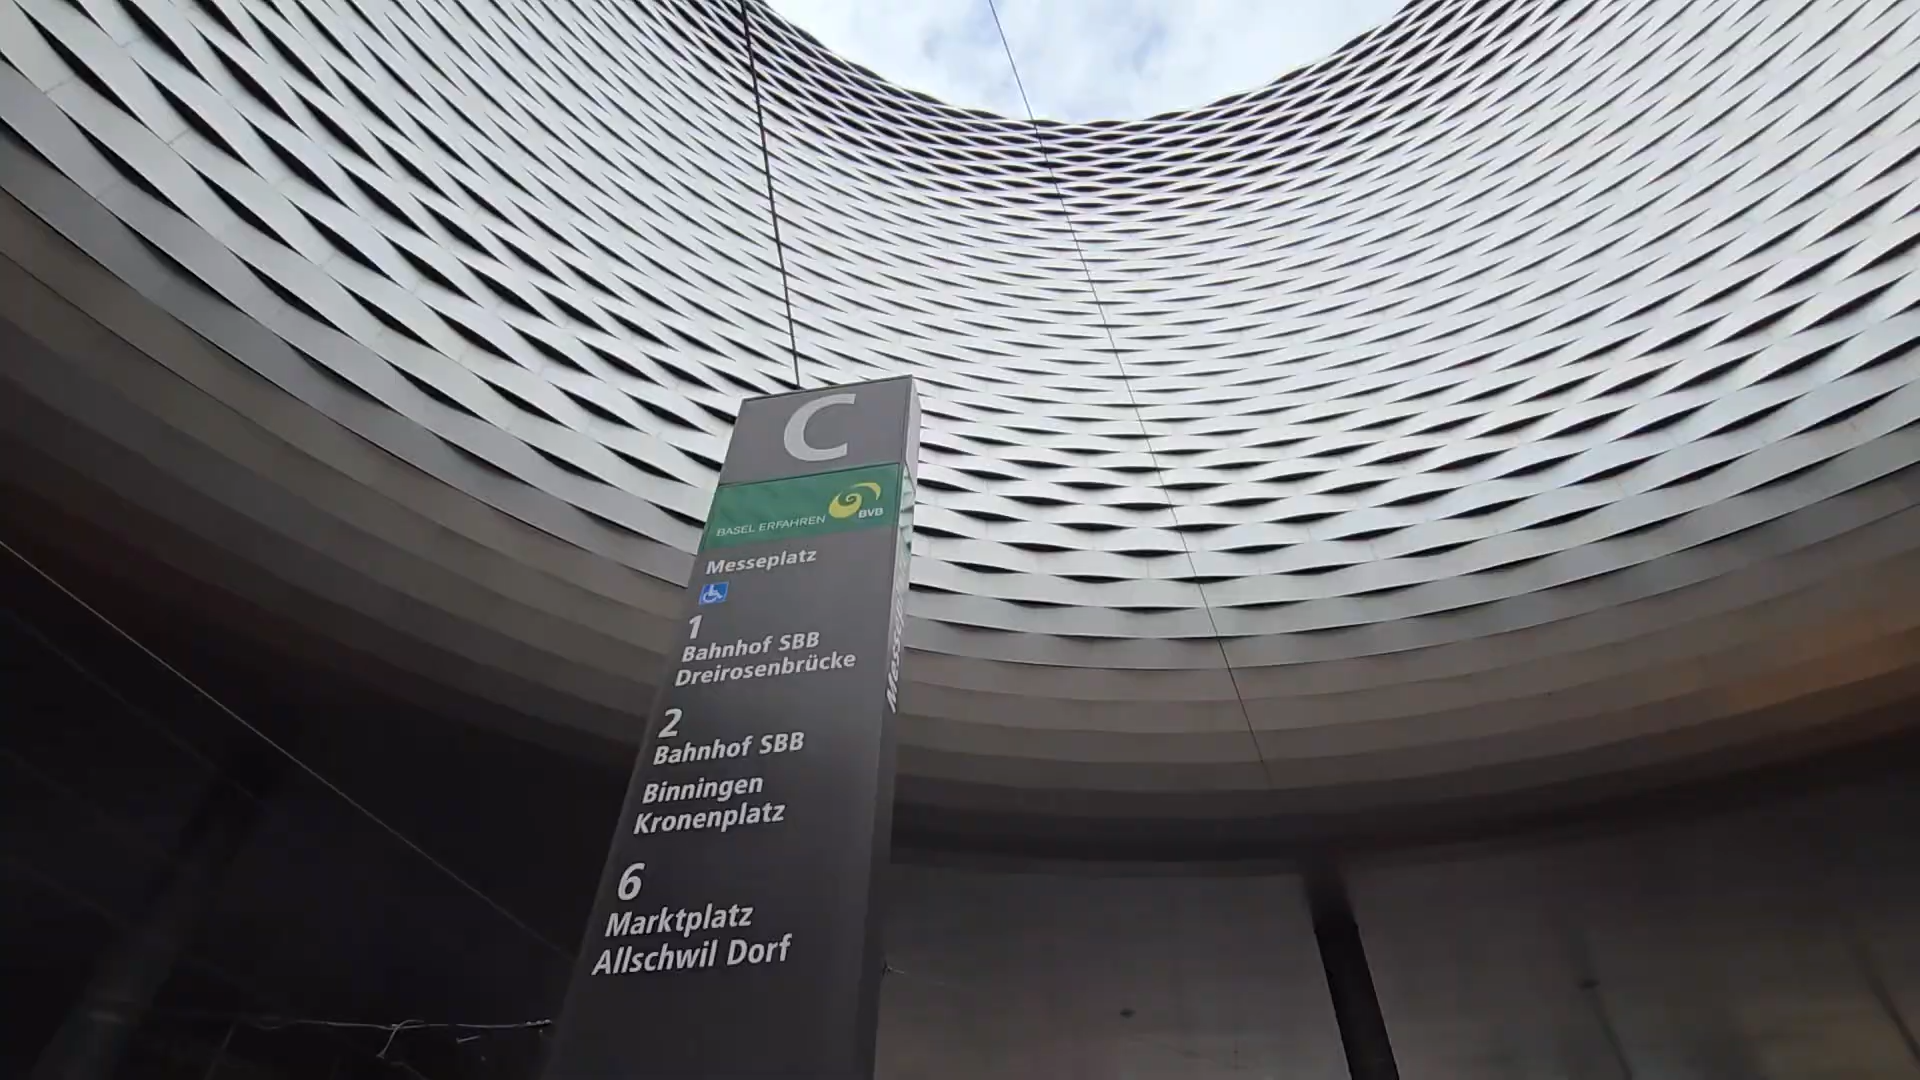 C
BASEL ERFAHREN BVB
Messeplatz
1
Bahnhof SBB
Dreirosenbrücke
2
Bahnhof SBB
Binningen
Kronenplatz
6
Marktplatz
Allschwil Dorf